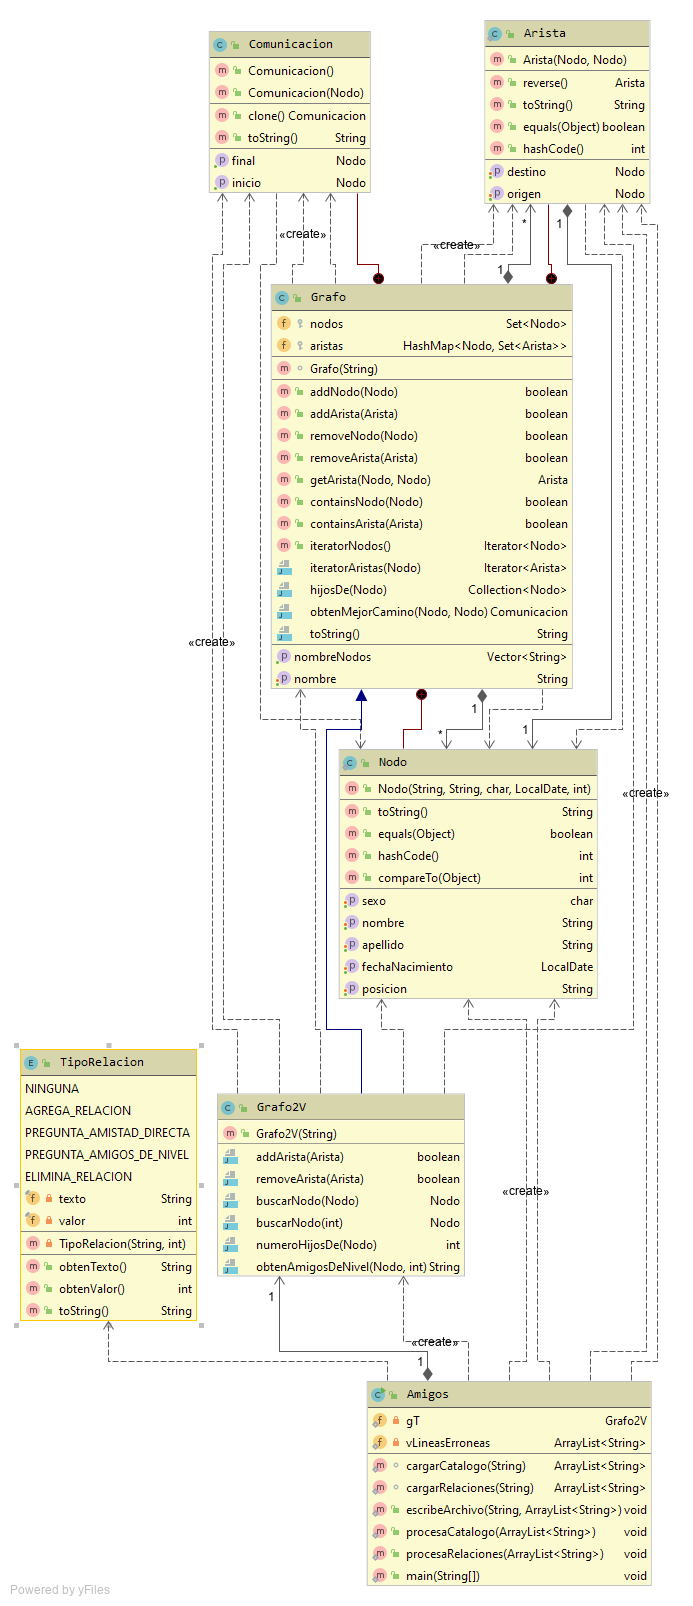 Comunicacion
Comunicacion()
Comunicacion(Nodo)
clone() Comunicacion
toString() String
final Nodo
inicio Nodo
Arista
Arista(Nodo, Nodo)
reverse() Arista
toString() String
equals(Object) boolean
hashCode() int
destino Nodo
origen Nodo
«create»
«create»
*
1
1
Grafo
nodos Set<Nodo>
aristas HashMap<Nodo, Set<Arista>>
Grafo(String)
addNodo(Nodo) boolean
addArista(Arista) boolean
removeNodo(Nodo) boolean
removeArista(Arista) boolean
getArista(Nodo, Nodo) Arista
containsNodo(Nodo) boolean
containsArista(Arista) boolean
iteratorNodos() Iterator<Nodo>
iteratorAristas(Nodo) Iterator<Arista>
hijosDe(Nodo) Collection<Nodo>
obtenMejorCamino(Nodo, Nodo) Comunicacion
toString() String
nombreNodos Vector<String>
nombre String
«create»
1
*
1
Nodo
Nodo(String, String, char, LocalDate, int)
toString() String
equals(Object) boolean
hashCode() int
compareTo(Object) int
sexo char
nombre String
apellido String
fechaNacimiento LocalDate
posicion String
«create»
TipoRelacion
NINGUNA
AGREGA_RELACION
PREGUNTA_AMISTAD_DIRECTA
PREGUNTA_AMIGOS_DE_NIVEL
ELIMINA_RELACION
texto String
valor int
TipoRelacion(String, int)
obtenTexto() String
obtenValor() int
toString() String
Grafo2V
Grafo2V(String)
addArista(Arista) boolean
removeArista(Arista) boolean
buscarNodo(Nodo) Nodo
buscarNodo(int) Nodo
numeroHijosDe(Nodo) int
obtenAmigosDeNivel(Nodo, int) String
«create»
1
«create»
1
Amigos
gT Grafo2V
vLineasErroneas ArrayList<String>
cargarCatalogo(String) ArrayList<String>
cargarRelaciones(String) ArrayList<String>
escribeArchivo(String, ArrayList<String>) void
procesaCatalogo(ArrayList<String>) void
procesaRelaciones(ArrayList<String>) void
main(String[]) void
Powered by yFiles